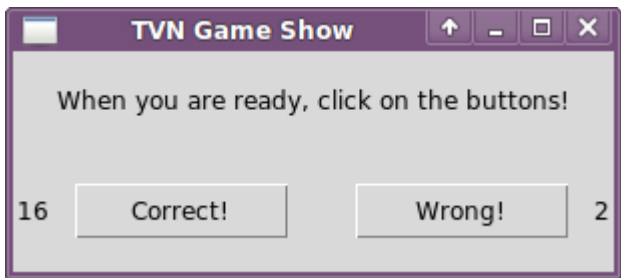 TVN Game Show
When you are ready, click on the buttons!
16 Correct! Wrong! 2